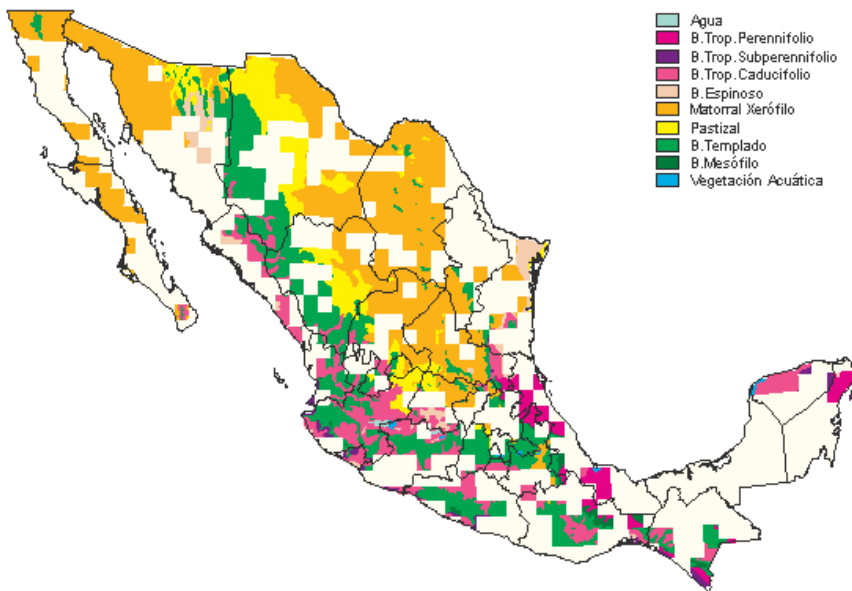 Agua
B.Trop.Perennifolio
B.Trop.Subperennifolio
B.Trop.Caducifolio
B.Espinoso
Matorral Xerófilo
Pastizal
B.Templado
B.Mesófilo
Vegetación Acuática